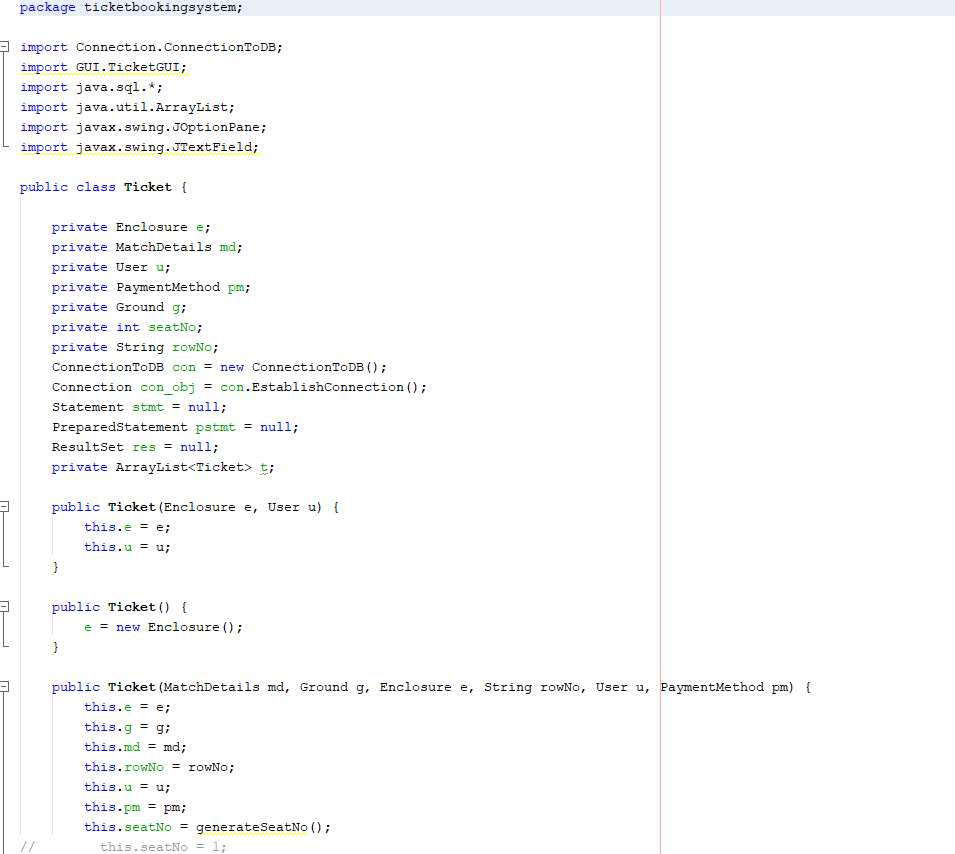 package ticketbookingsystem;
import Connection.ConnectionToDB;
import GUI.TicketGUI;
import java.sql.*;
import java.util.ArrayList;
import javax.swing.JOptionPane;
import javax.swing.JTextField;
public class Ticket {
private Enclosure e;
private MatchDetails md;
private User u;
private PaymentMethod pm;
private Ground g;
private int seatNo;
private String rowNo;
ConnectionToDB con = new ConnectionToDB();
Connection con_obj = con.EstablishConnection();
Statement stmt = null;
PreparedStatement pstmt = null;
ResultSet res = null;
private ArrayList<Ticket> t;
public Ticket(Enclosure e, User u) {
this.e = e;
this.u = u;
}
public Ticket() {
e = new Enclosure();
}
public Ticket(MatchDetails md, Ground g, Enclosure e, String rowNo, User u, PaymentMethod pm) {
this.e = e;
this.g = g;
this.md = md;
this.rowNo = rowNo;
this.u = u;
this.pm = pm;
this.seatNo = generateSeatNo();
// this.seatNo = 1;